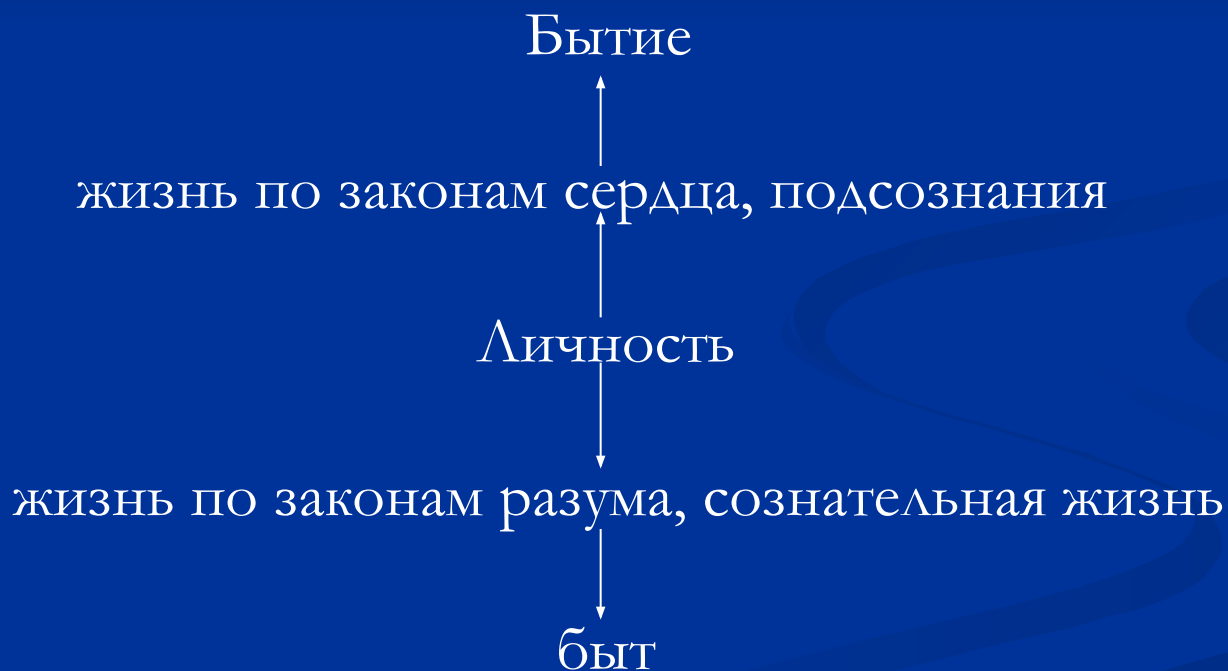 Бытие
жизнь по законам сердца, подсознания
Личность
жизнь по законам разума, сознательная жизнь
быт